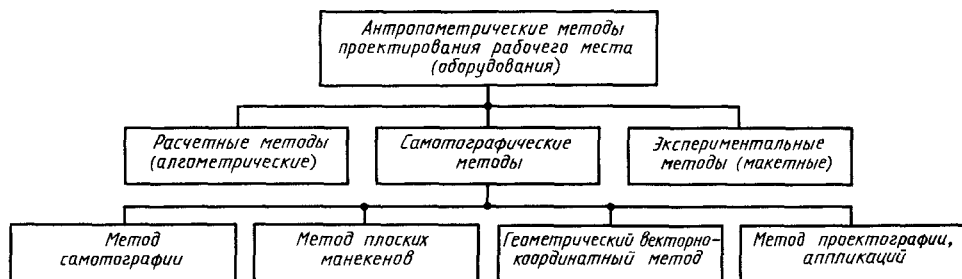 Антропометрические методы
проектирования рабочего места
(оборудования)
Расчетные методы
(алгометрические)
Самотографические
методы
Экспериментальные
методы (макетные)
Метод
самотографии
Метод плоских
манекенов
Геометрический векторно-
координатный метод
Метод проектографии,
аппликаций